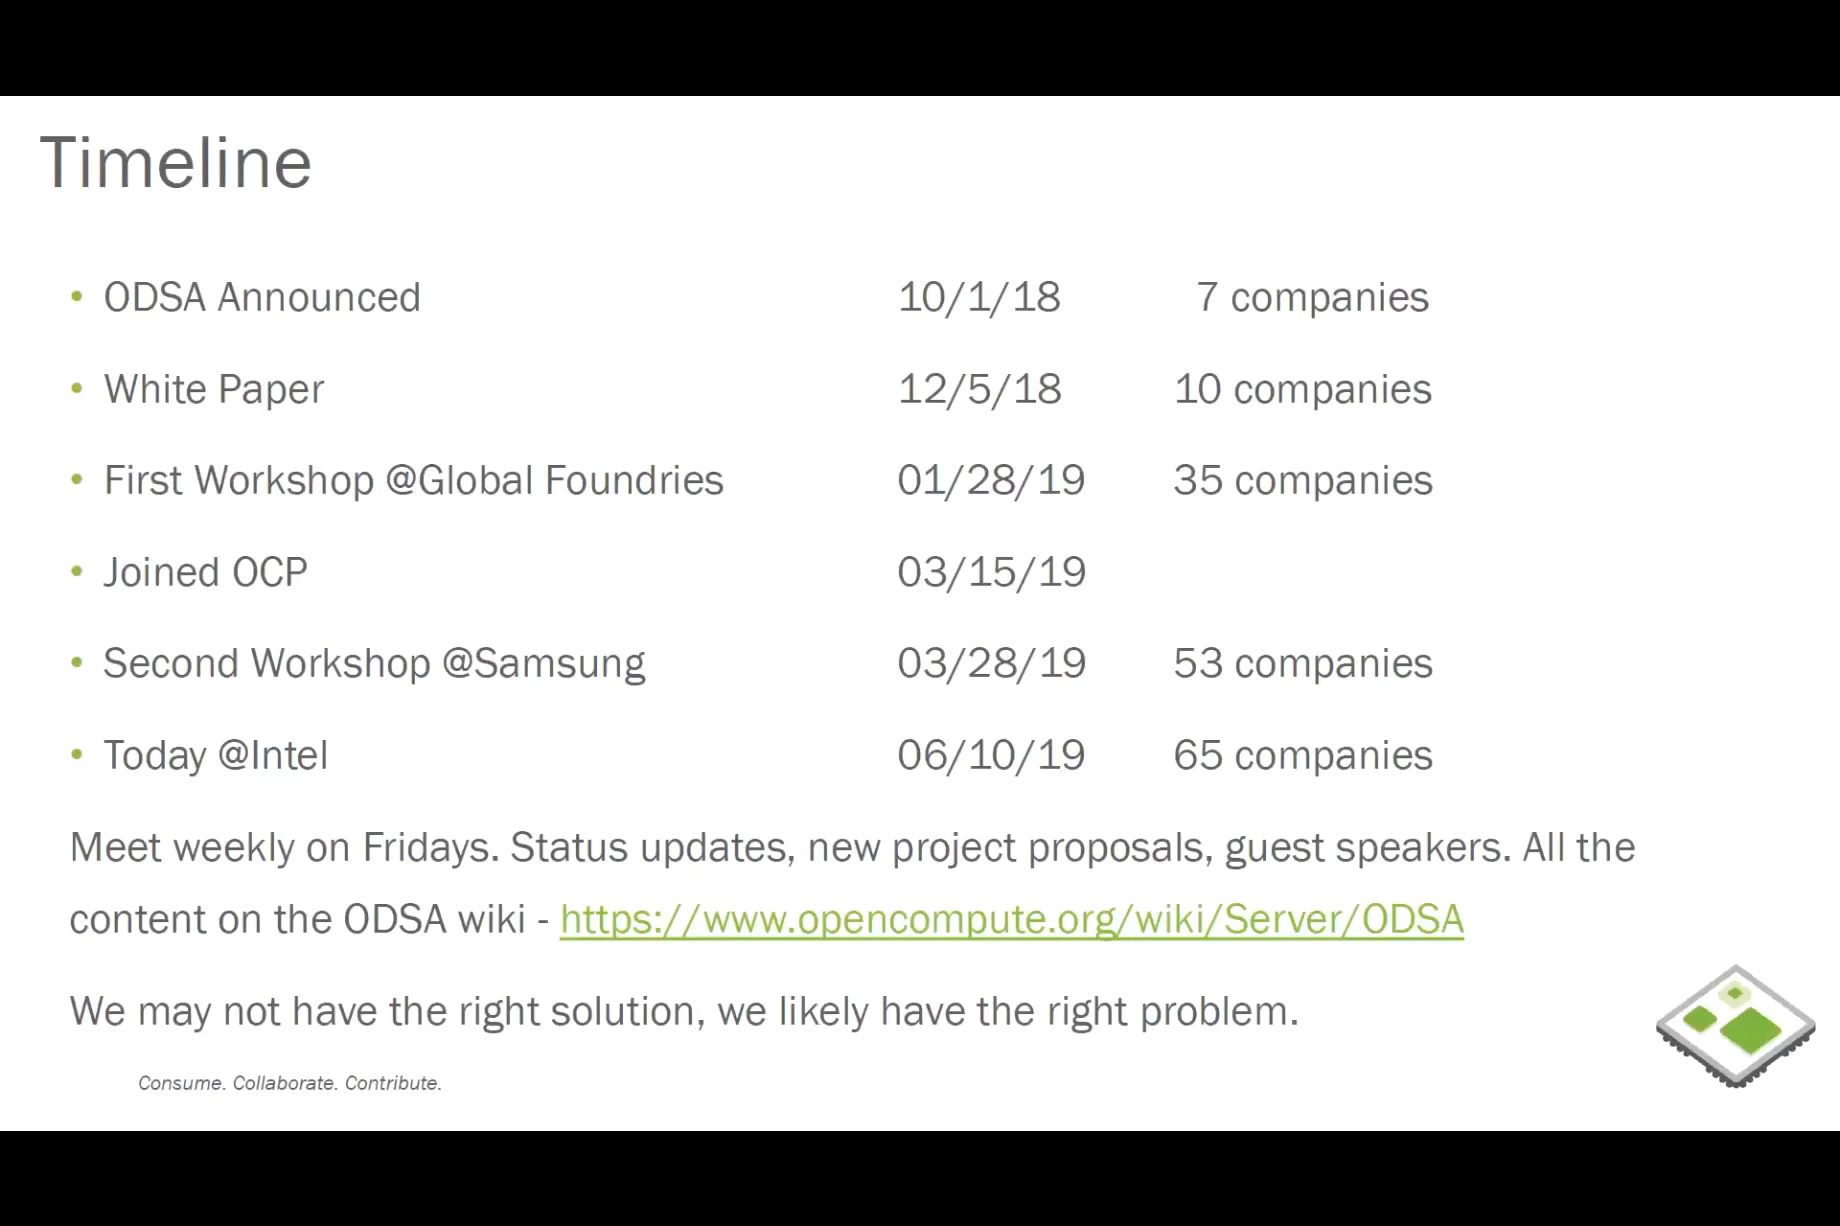 Timeline
• ODSA Announced 10/1/18 7 companies
• White Paper 12/5/18 10 companies
• First Workshop @Global Foundries 01/28/19 35 companies
• Joined OCP 03/15/19
• Second Workshop @Samsung 03/28/19 53 companies
• Today @Intel 06/10/19 65 companies
Meet weekly on Fridays. Status updates, new project proposals, guest speakers. All the
content on the ODSA wiki - https://www.opencompute.org/wiki/Server/ODSA
We may not have the right solution, we likely have the right problem.
Consume. Collaborate. Contribute.